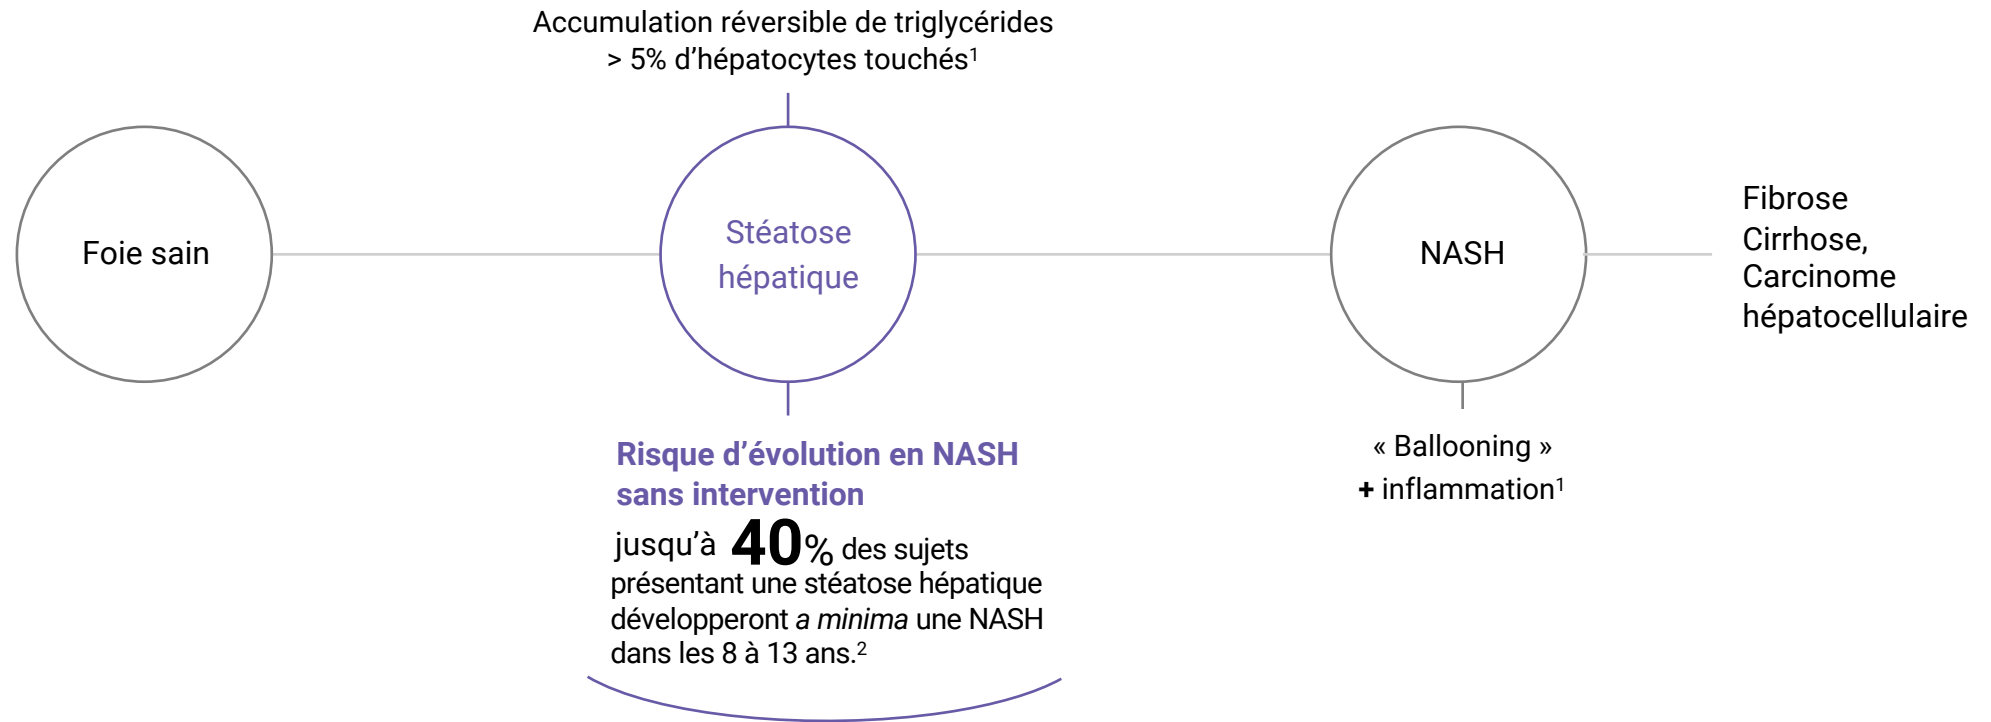 Accumulation réversible de triglycérides
> 5% d’hépatocytes touchés¹
Foie sain
Stéatose
hépatique
NASH
Fibrose
Cirrhose,
Carcinome
hépatocellulaire
Risque d’évolution en NASH
sans intervention
jusqu’à 40% des sujets
présentant une stéatose hépatique
développeront a minima une NASH
dans les 8 à 13 ans.²
« Ballooning »
+ inflammation¹